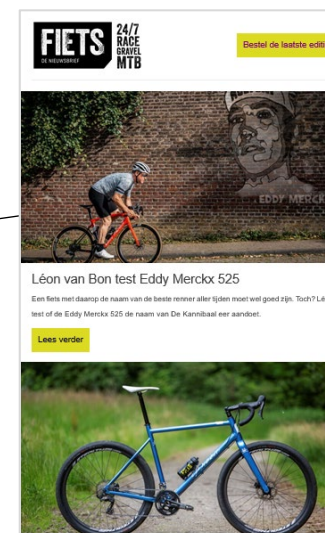 FIETS
DE NIEUWSBRIEF
24/7
RACE
GRAVEL
MTB
Bestel de laatste editi
EDDY MERCK
Léon van Bon test Eddy Merckx 525
Een fiets met daarop de naam van de beste renner aller tijden moet wel goed zijn. Toch? Lé
test of de Eddy Merckx 525 de naam van De Kannibaal eer aandoet.
Lees verder